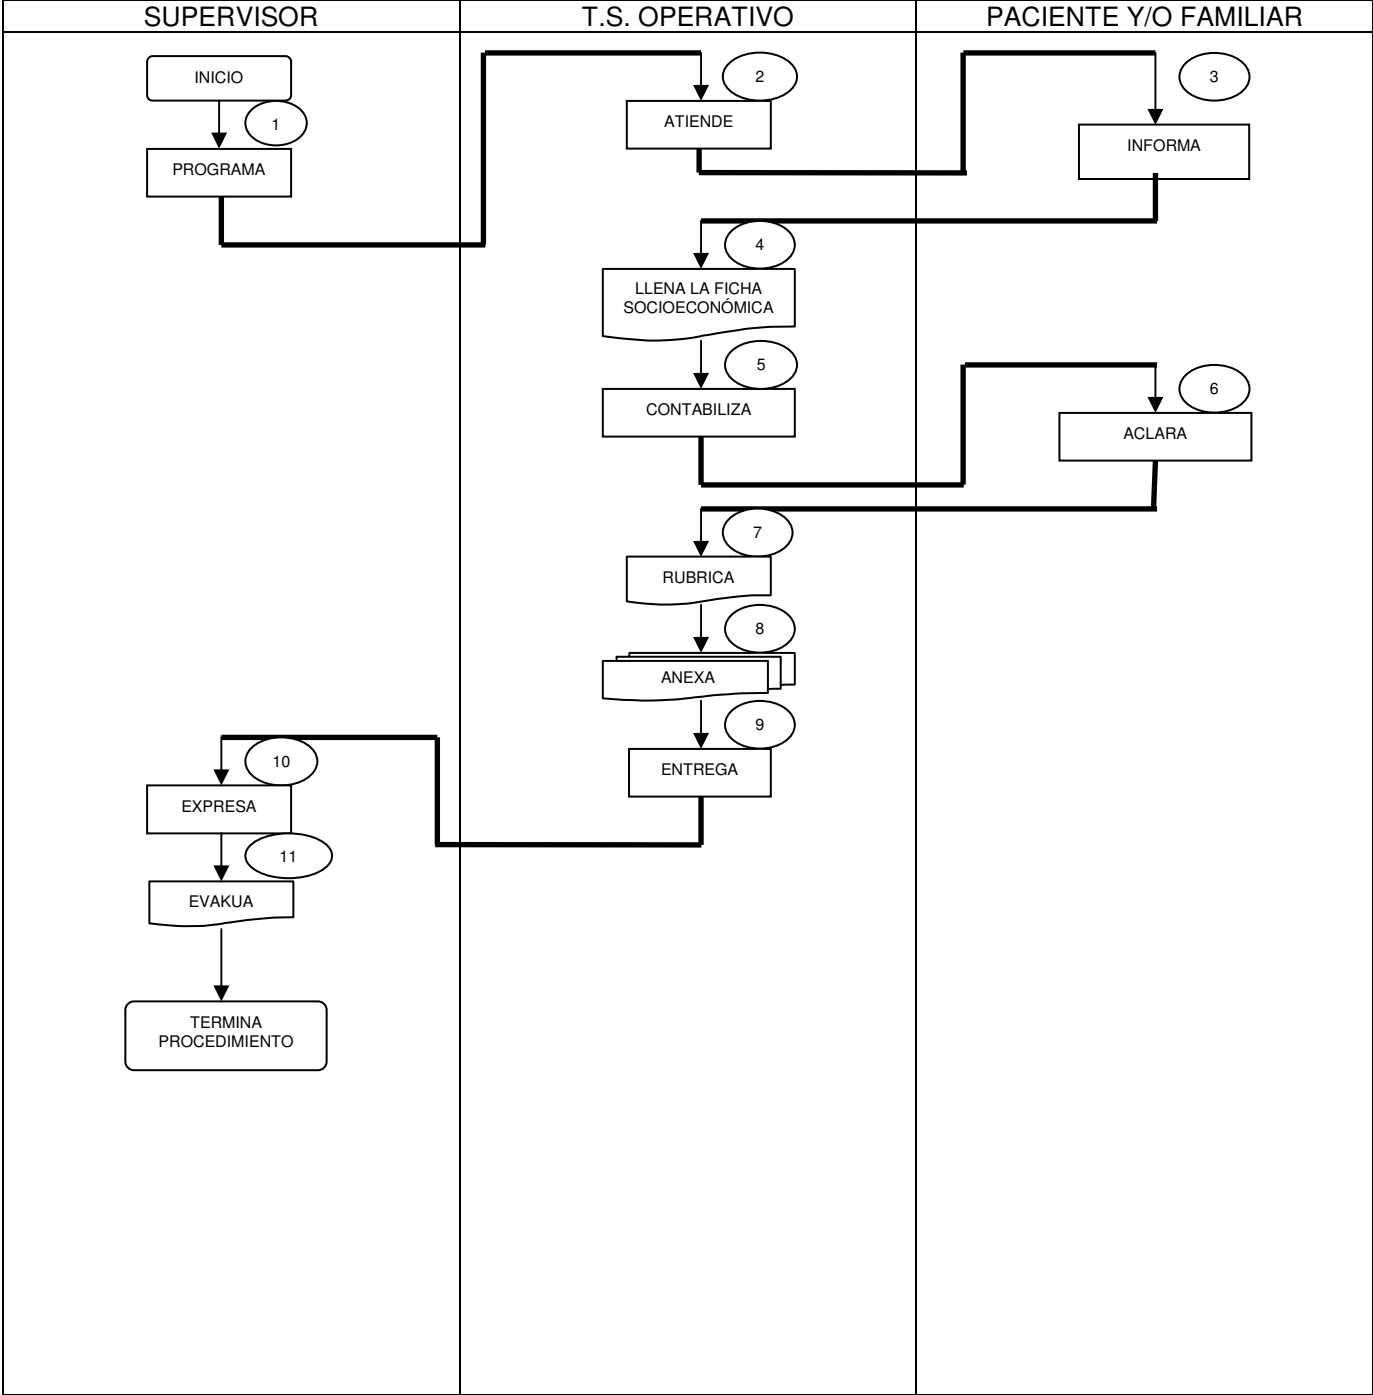 SUPERVISOR
T.S. OPERATIVO
PACIENTE Y/O FAMILIAR
INICIO
1
PROGRAMA
2
ATIENDE
3
INFORMA
4
LLENA LA FICHA
SOCIOECONÓMICA
5
CONTABILIZA
6
ACLARA
7
RUBRICA
8
ANEXA
9
ENTREGA
10
EXPRESA
11
EVAKUA
TERMINA
PROCEDIMIENTO